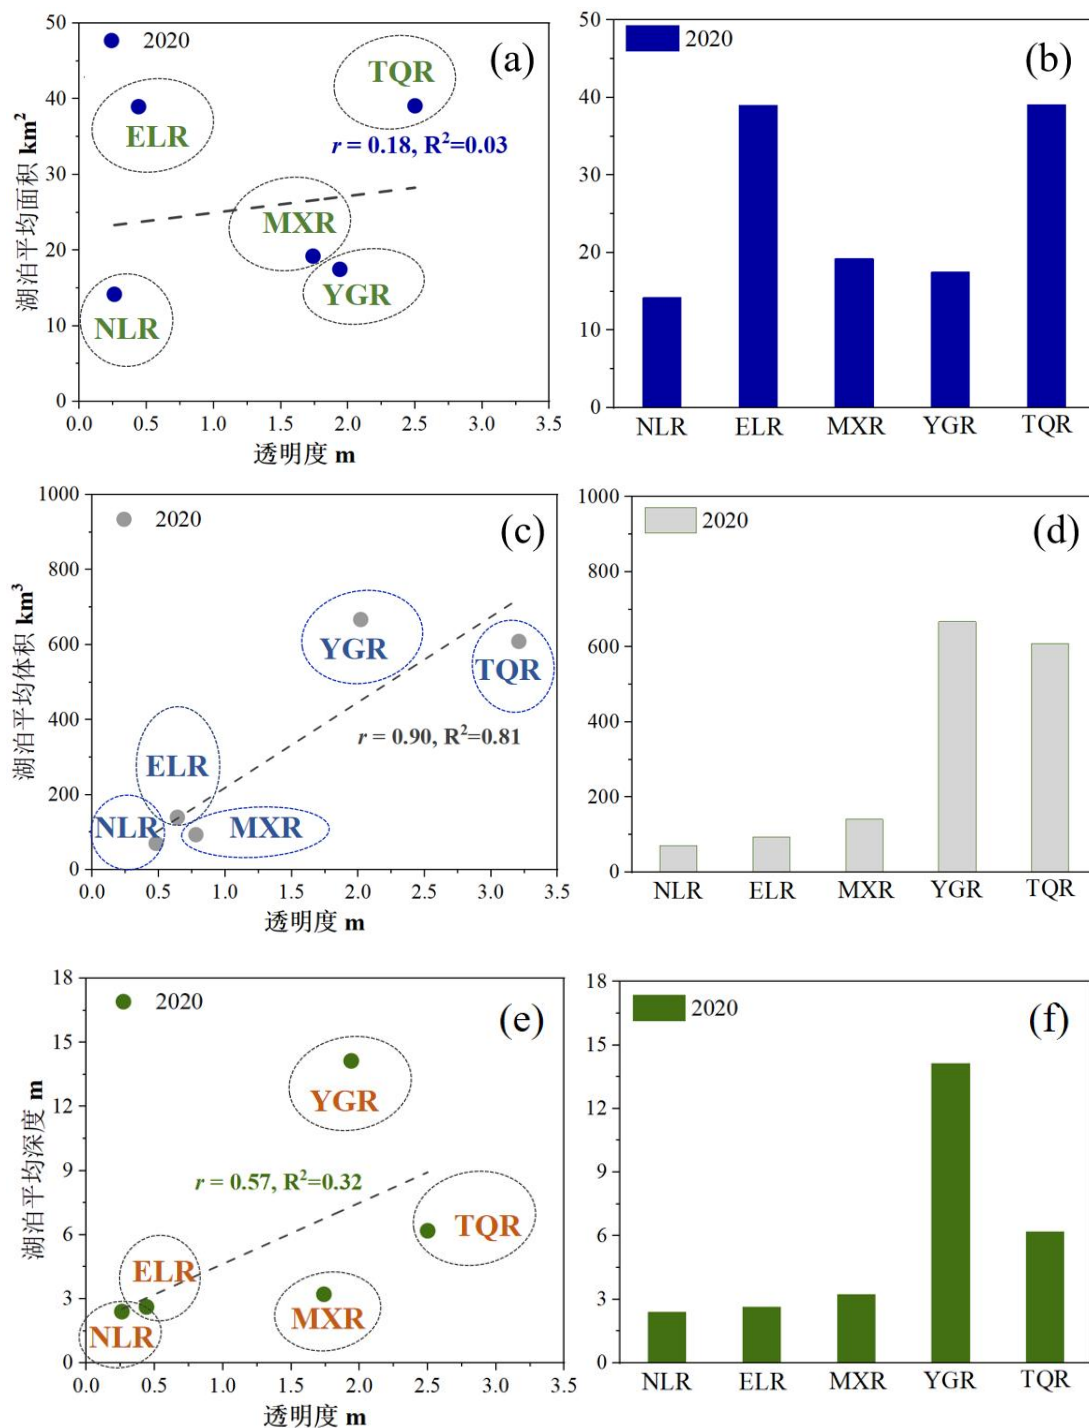 50
40
30
20
10
0
2020
(a)
TQR
ELR
r = 0.18, R²=0.03
MXR
YGR
NLR
湖泊平均面积 km²
0.0 0.5 1.0 1.5 2.0 2.5 3.0 3.5
透明度 m
50
40
30
20
10
0
2020
(b)
NLR ELR MXR YGR TQR
1000
800
600
400
200
0
2020
(c)
YGR
TQR
r = 0.90, R²=0.81
ELR
NLR
MXR
湖泊平均体积 km³
0.0 0.5 1.0 1.5 2.0 2.5 3.0 3.5
透明度 m
1000
800
600
400
200
0
2020
(d)
NLR ELR MXR YGR TQR
18
15
12
9
6
3
0
2020
(e)
YGR
r = 0.57, R²=0.32
TQR
ELR
MXR
NLR
湖泊平均深度 m
0.0 0.5 1.0 1.5 2.0 2.5 3.0 3.5
透明度 m
18
15
12
9
6
3
0
2020
(f)
NLR ELR MXR YGR TQR